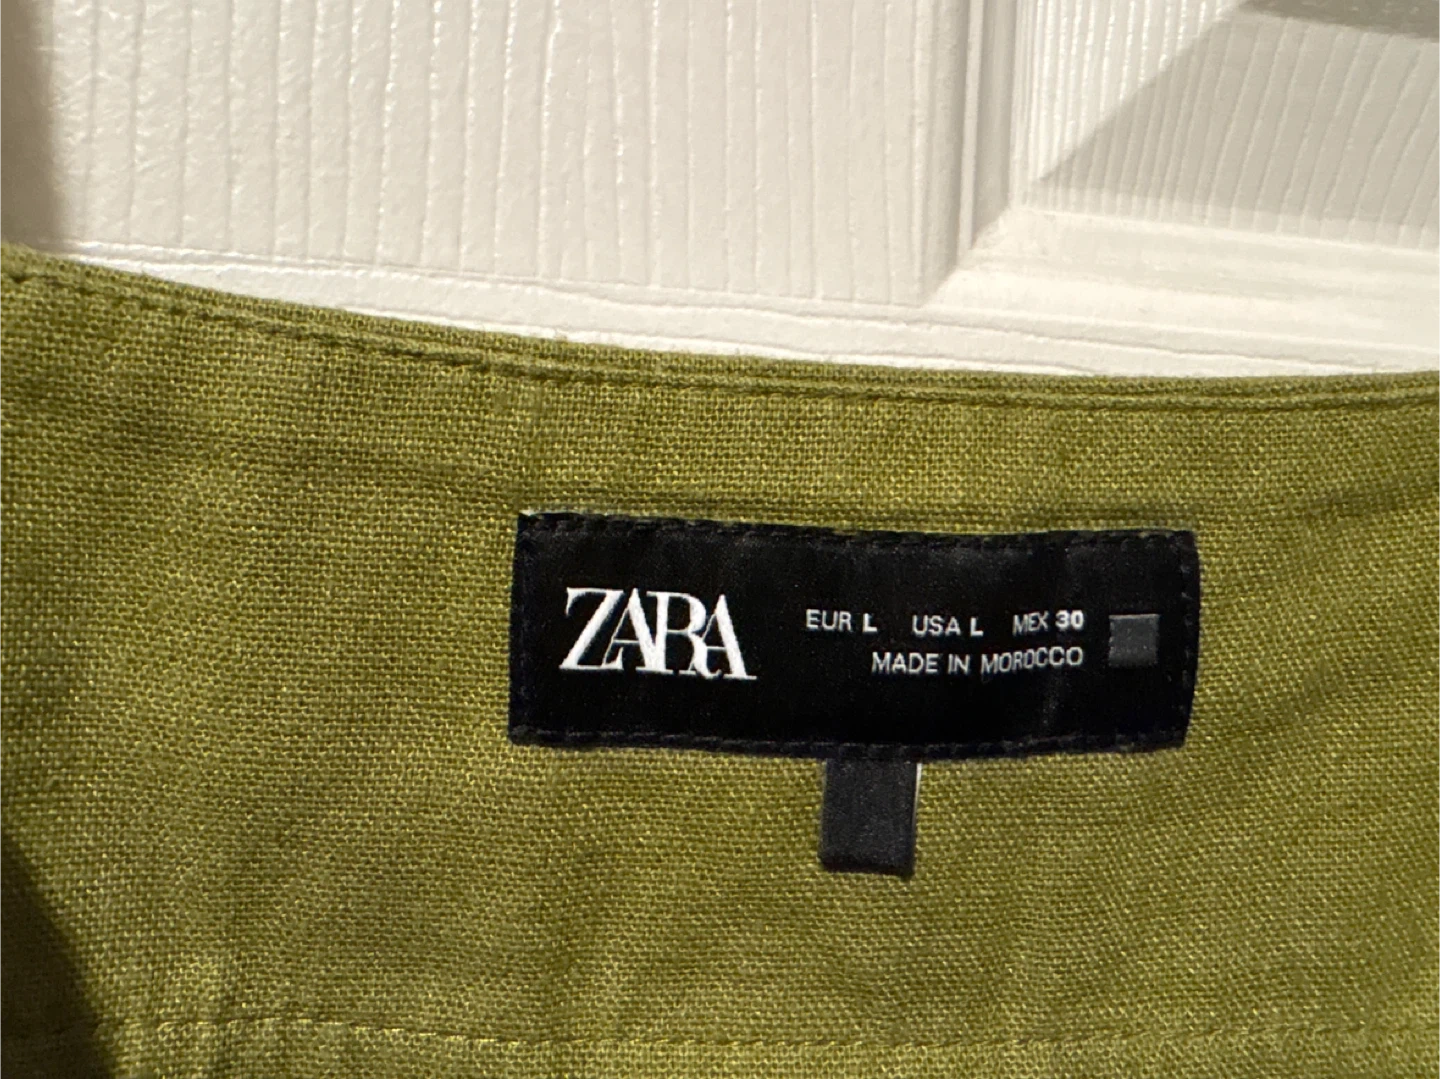 ZARA
EUR L USA L MEX 30
MADE IN MOROCCO